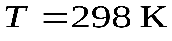 T = 298 K